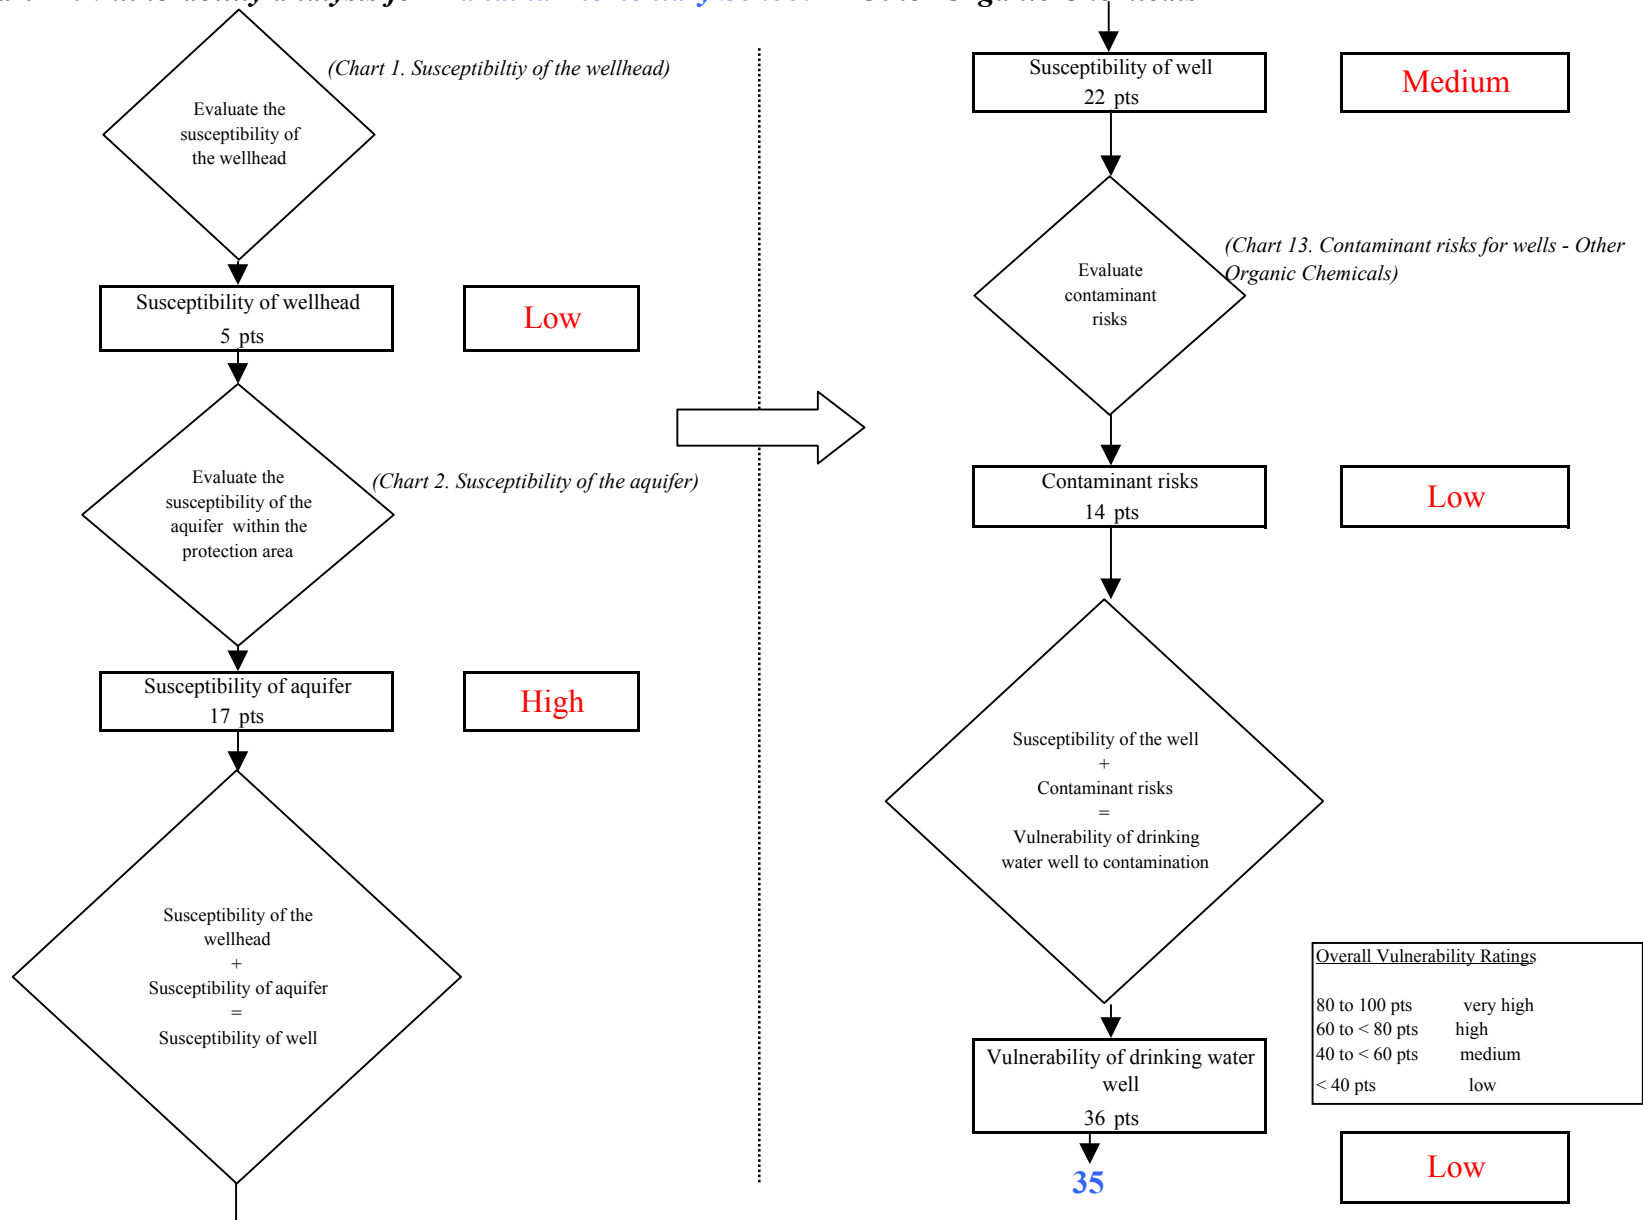 (Chart 1. Susceptibiltiy of the wellhead)
Evaluate the
susceptibility of
the wellhead
Susceptibility of wellhead
5 pts
Low
Evaluate the
susceptibility of the
aquifer within the
protection area
(Chart 2. Susceptibility of the aquifer)
Susceptibility of aquifer
17 pts
High
Susceptibility of the
wellhead
+
Susceptibility of aquifer
=
Susceptibility of well
Susceptibility of well
22 pts
Medium
Evaluate
contaminant
risks
(Chart 13. Contaminant risks for wells - Other
Organic Chemicals)
Contaminant risks
14 pts
Low
Susceptibility of the well
+
Contaminant risks
=
Vulnerability of drinking
water well to contamination
Overall Vulnerability Ratings
80 to 100 pts very high
60 to < 80 pts high
40 to < 60 pts medium
< 40 pts low
Vulnerability of drinking water
well
36 pts
35
Low